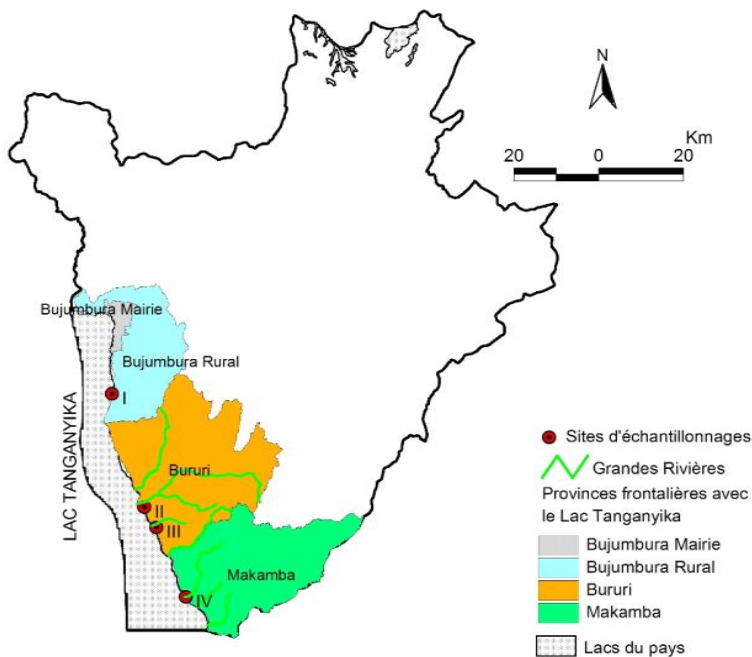 N
Km
20 0 20
Bujumbura Mairie
Bujumbura Rural
I
LAC TANGANYIKA
Bururi
II
III
Makamba
IV
Sites d'échantillonnages
Grandes Rivières
Provinces frontalières avec
le Lac Tanganyika
Bujumbura Mairie
Bujumbura Rural
Bururi
Makamba
Lacs du pays